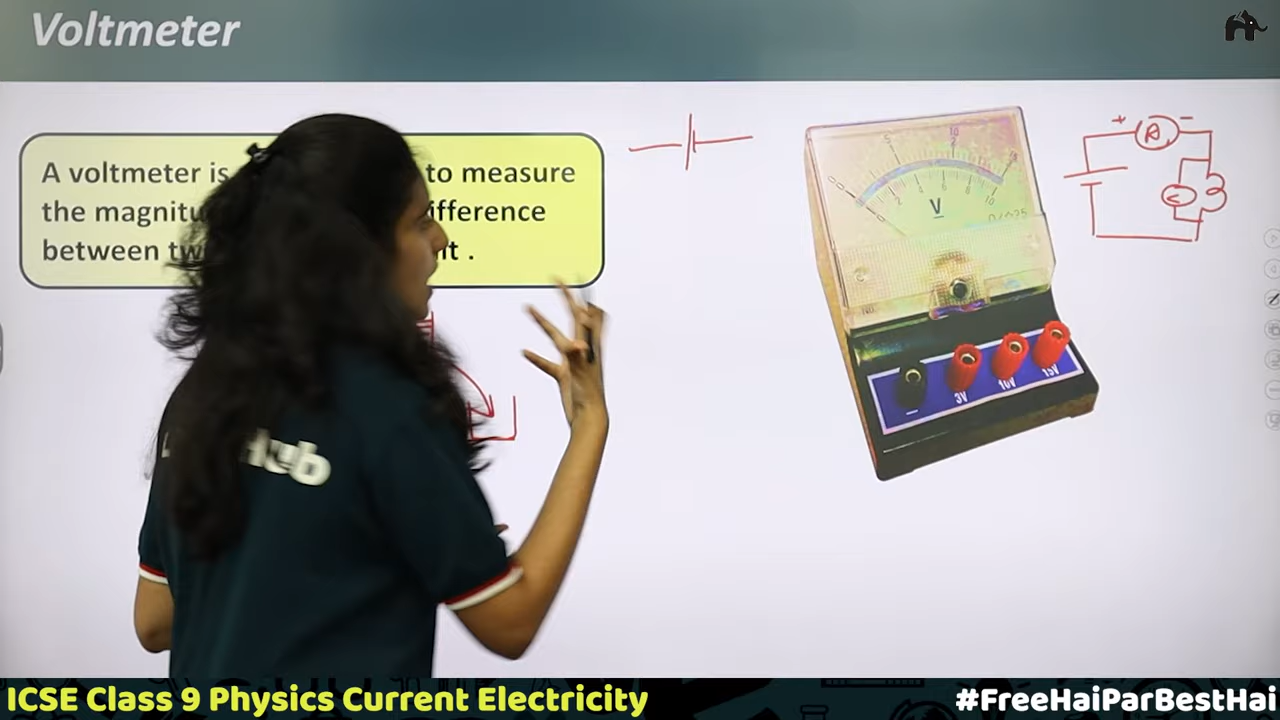 Voltmeter
A voltmeter is to measure
the magnitu ifference
between tw t .
+ A −
V
3V
10V
15V
Hub
ICSE Class 9 Physics Current Electricity
#FreeHaiParBestHai